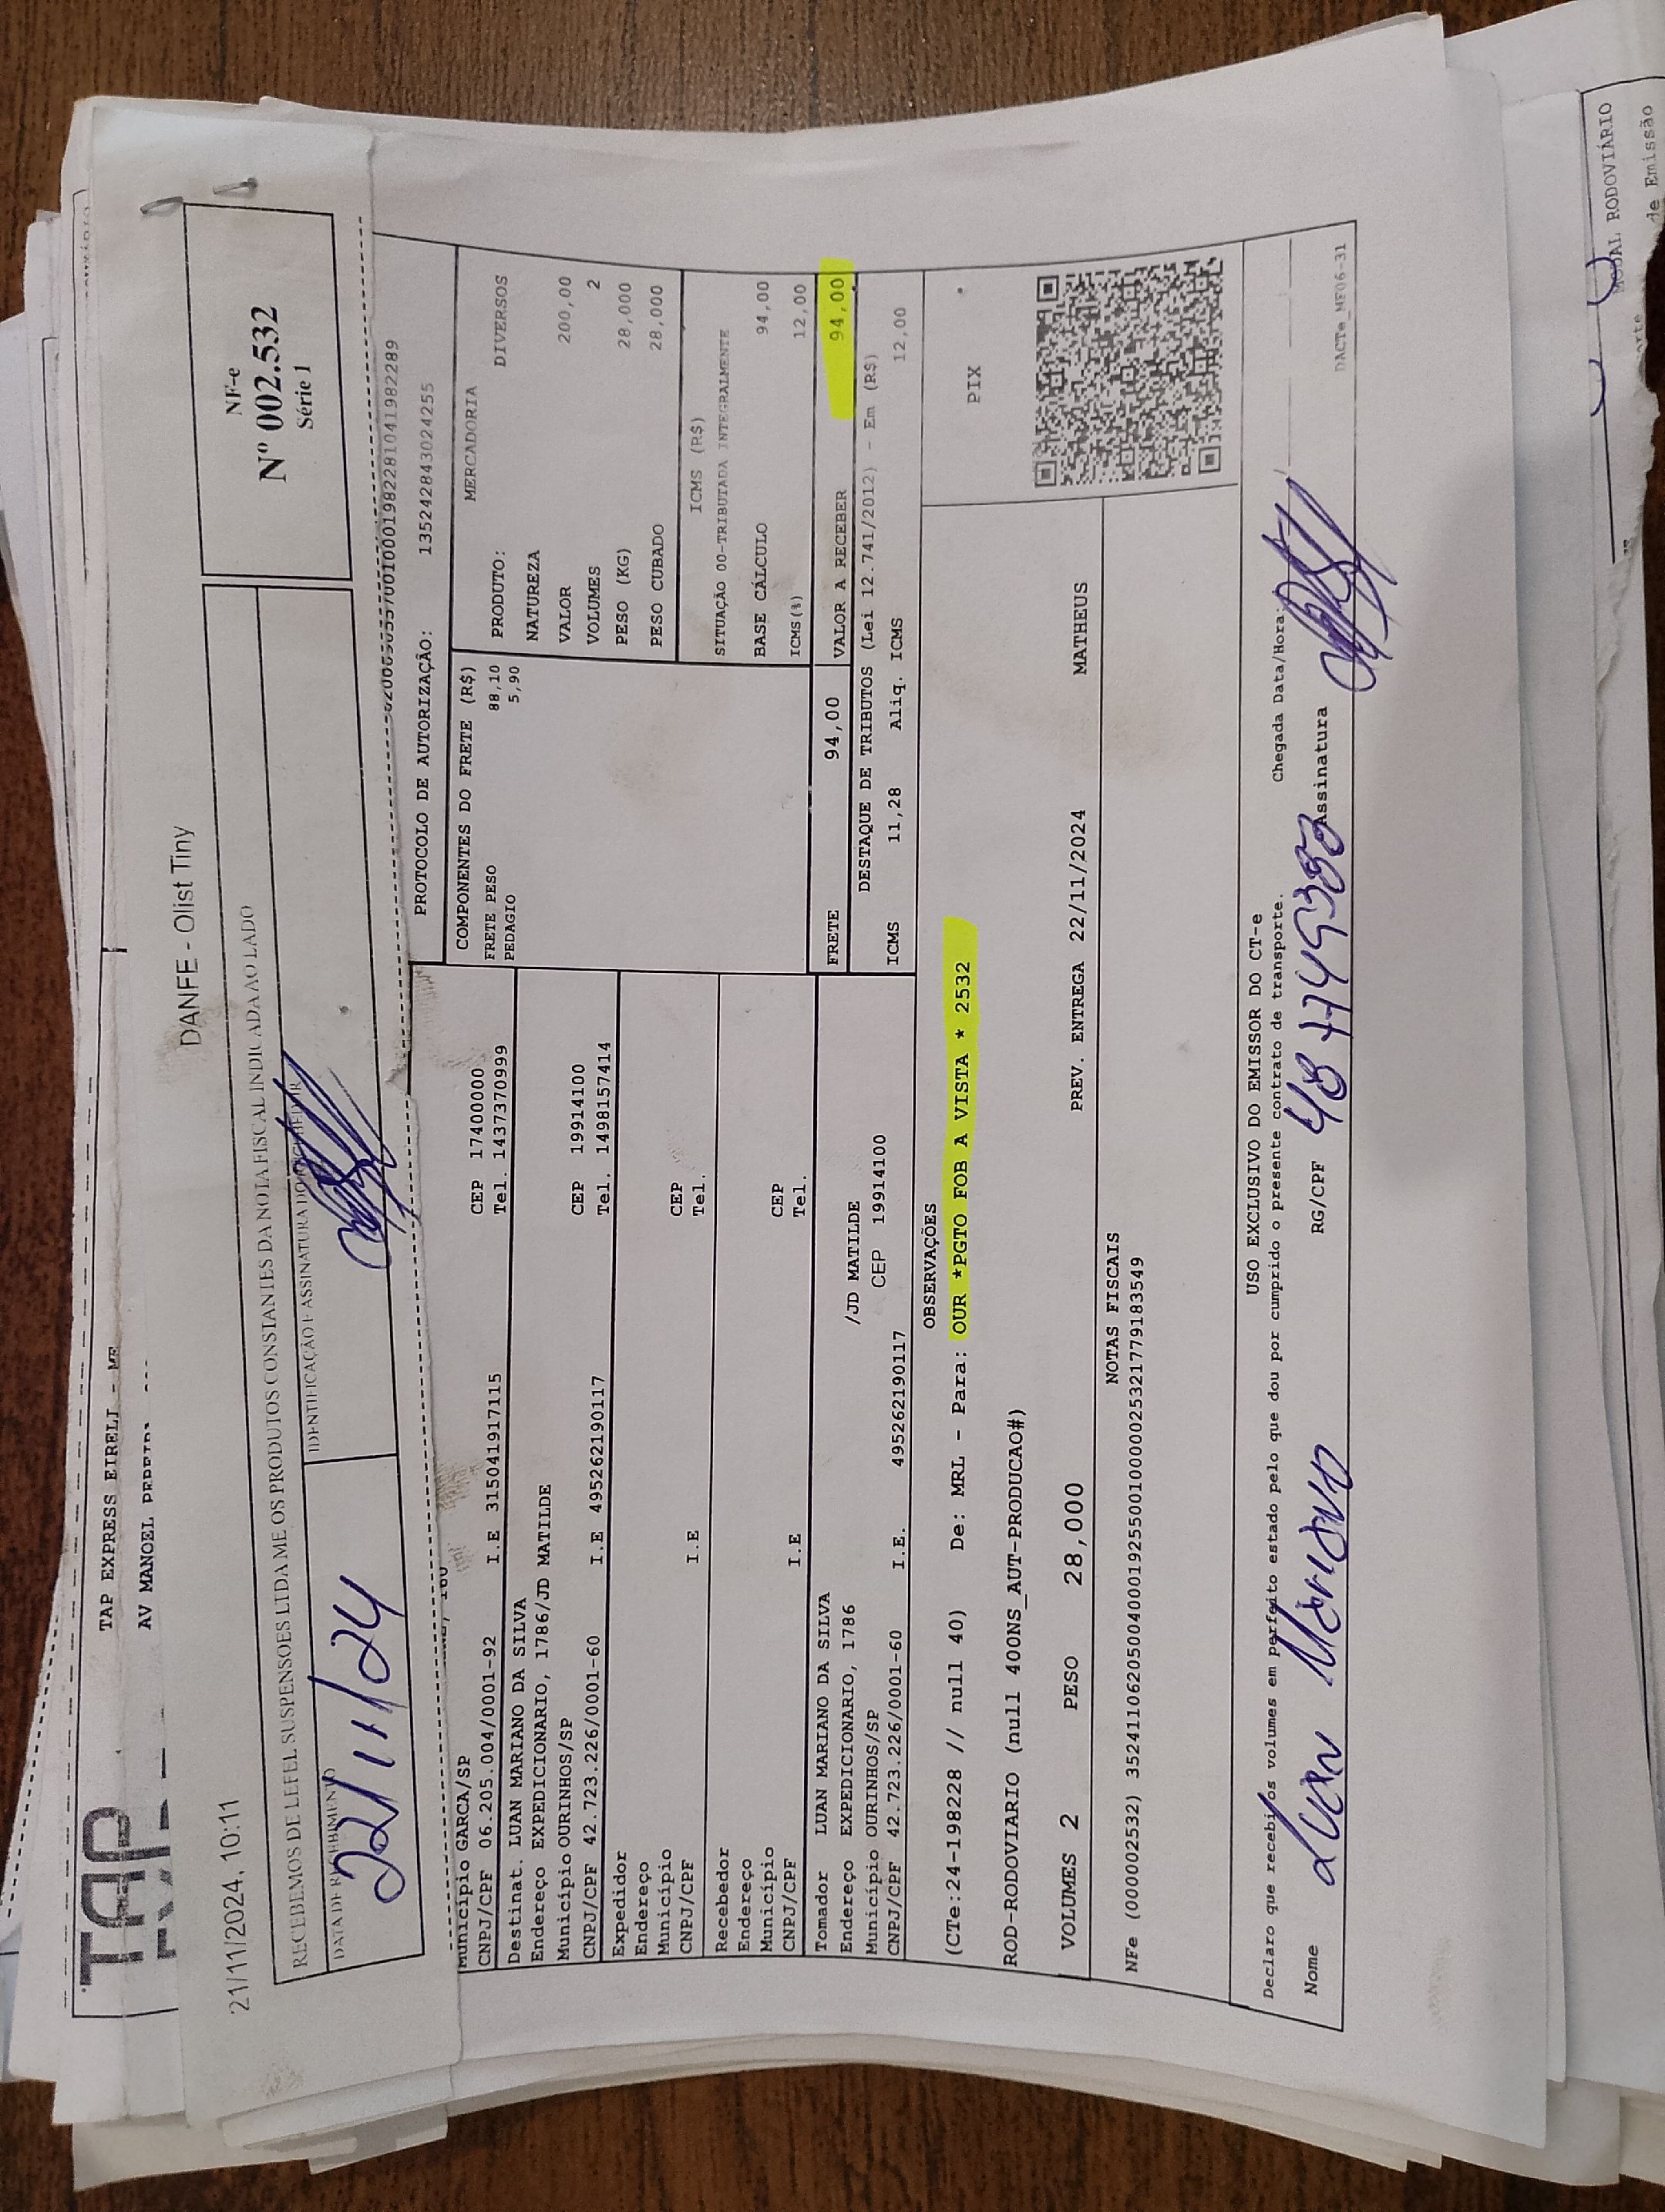 TAP EXPRESS EIRELI - ME
TAP
AV MANOEL
DANFE - Olist Tiny
21/11/2024, 10:11
RECEBEMOS DE LEFEL SUSPENSOES LTDA ME OS PRODUTOS CONSTANTES DA NOTA FISCAL INDICADA AO LADO
NF-e
Nº 002.532
Série 1
DATA DE RECEBIMENTO
IDENTIFICAÇÃO E ASSINATURA DO RECEBEDOR
22/11/24
PROTOCOLO DE AUTORIZAÇÃO: 135242843024255
Município GARCA/SP CEP 17400000
CNPJ/CPF 06.205.004/0001-92 I.E 315041917115 Tel. 1437370999
Destinat. LUAN MARIANO DA SILVA
Endereço EXPEDICIONARIO, 1786/JD MATILDE
Município OURINHOS/SP CEP 19914100
CNPJ/CPF 42.723.226/0001-60 I.E 495262190117 Tel. 1498157414
Expedidor
Endereço
Município CEP
CNPJ/CPF I.E Tel.
Recebedor
Endereço
Município CEP
CNPJ/CPF I.E Tel.
Tomador LUAN MARIANO DA SILVA
Endereço EXPEDICIONARIO, 1786 /JD MATILDE
Município OURINHOS/SP CEP 19914100
CNPJ/CPF 42.723.226/0001-60 I.E. 495262190117
COMPONENTES DO FRETE (R$)
FRETE PESO 88,10
PEDAGIO 5,90
MERCADORIA
PRODUTO: DIVERSOS
NATUREZA
VALOR 200,00
VOLUMES 2
PESO (KG) 28,000
PESO CUBADO 28,000
ICMS (R$)
SITUAÇÃO 00-TRIBUTADA INTEGRALMENTE
BASE CÁLCULO 94,00
ICMS(%) 12,00
FRETE 94,00 VALOR A RECEBER 94,00
DESTAQUE DE TRIBUTOS (Lei 12.741/2012) - Em (R$)
ICMS 11,28 Aliq. ICMS 12,00
OBSERVAÇÕES
(CTe:24-198228 // null 40) De: MRL - Para: OUR *PGTO FOB A VISTA * 2532
PIX
ROD-RODOVIARIO (null 400NS_AUT-PRODUCAO#)
VOLUMES 2 PESO 28,000 PREV. ENTREGA 22/11/2024 MATHEUS
NOTAS FISCAIS
NFe (000002532) 35241106205004000192550010000025321779183549
USO EXCLUSIVO DO EMISSOR DO CT-e
Declaro que recebi os volumes em perfeito estado pelo que dou por cumprido o presente contrato de transporte. Chegada Data/Hora:
Nome Luan Mariano RG/CPF Assinatura
DACTe_MF06-31
MODAL RODOVIÁRIO
de Emissão